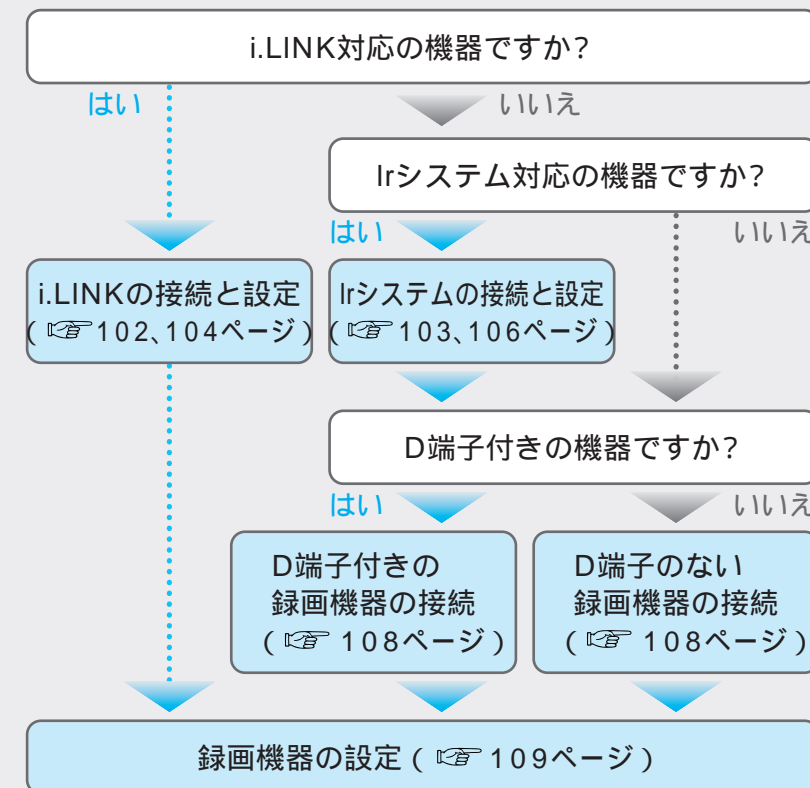 i.LINK対応の機器ですか?
はい
いいえ
Irシステム対応の機器ですか?
はい
いいえ
i.LINKの接続と設定
(☞102、104ページ)
Irシステムの接続と設定
(☞103、106ページ)
D端子付きの機器ですか?
はい
いいえ
D端子付きの
録画機器の接続
(☞ 108ページ)
D端子のない
録画機器の接続
(☞ 108ページ)
録画機器の設定(☞ 109ページ)